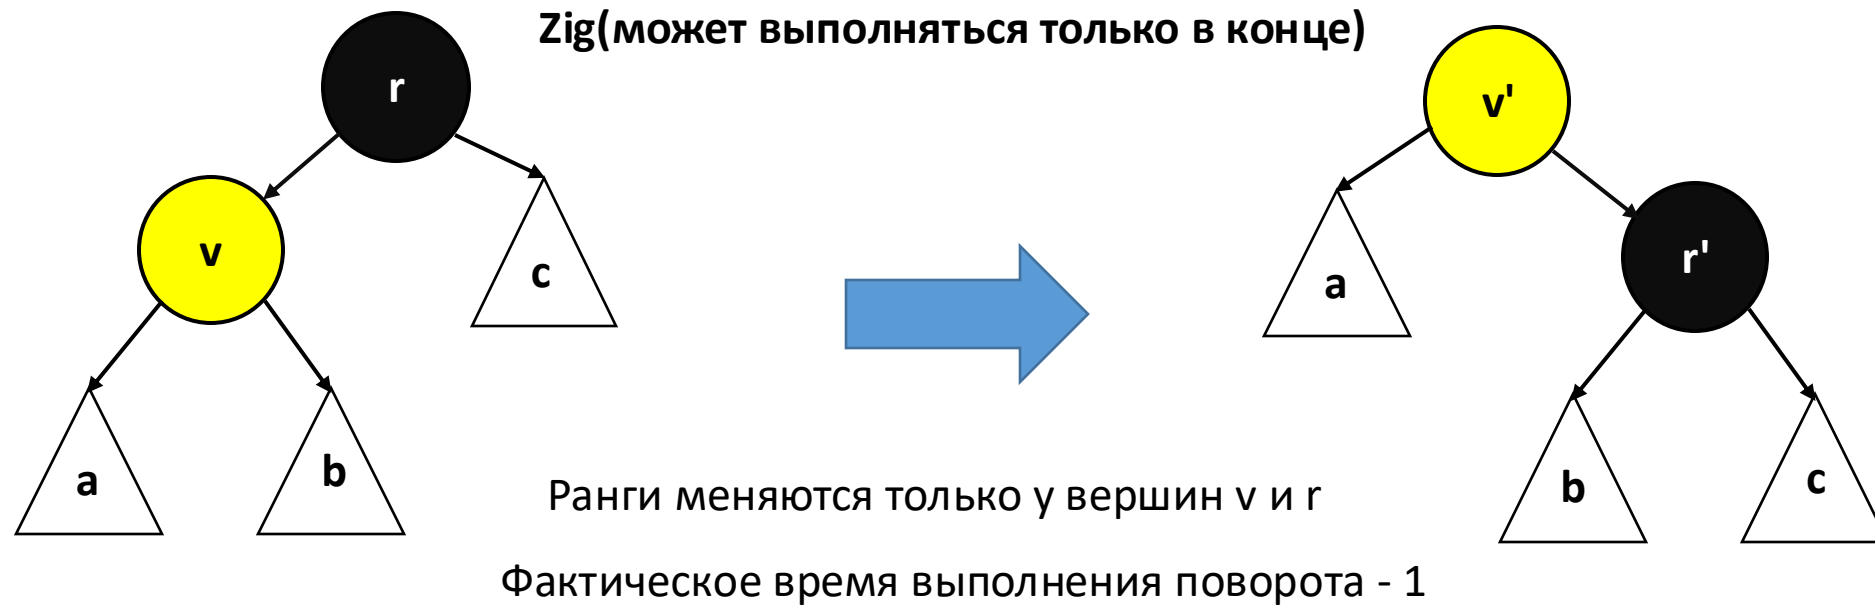 Zig(может выполняться только в конце)
r
v'
v
r'
c
a
a
b
b
c
Ранги меняются только у вершин v и r
Фактическое время выполнения поворота - 1